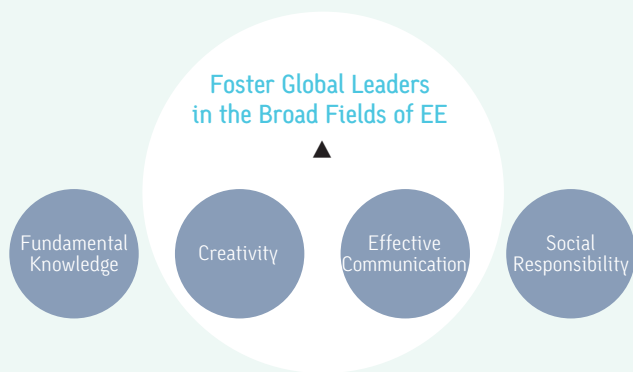 Foster Global Leaders
in the Broad Fields of EE
Fundamental
Knowledge
Creativity
Effective
Communication
Social
Responsibility